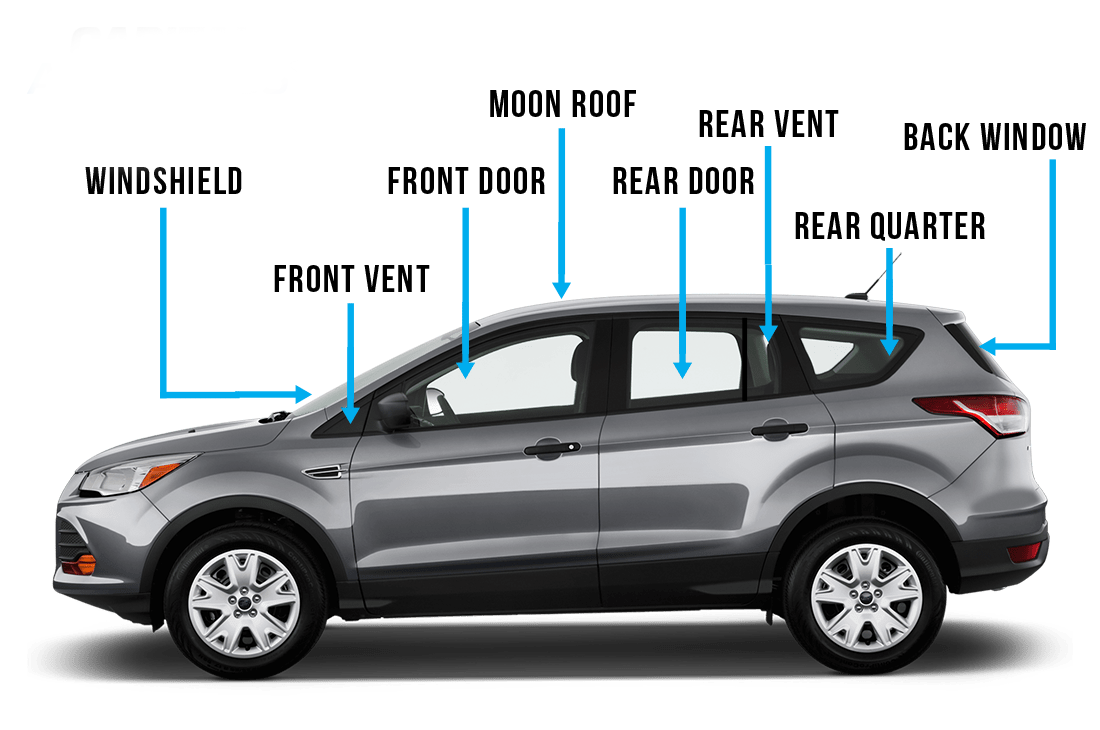 MOON ROOF
REAR VENT
BACK WINDOW
WINDSHIELD
FRONT DOOR
REAR DOOR
REAR QUARTER
FRONT VENT